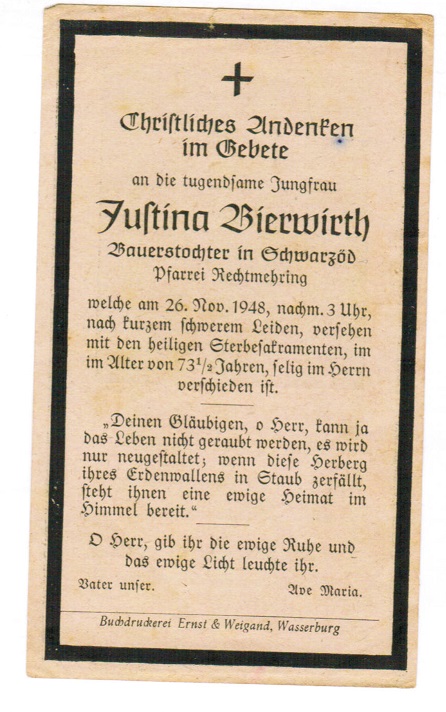 Christliches Andenken
im Gebete
an die tugendsame Jungfrau
Justina Bierwirth
Bauerstochter in Schwarzöd
Pfarrei Rechtmehring
welche am 26. Nov. 1948, nachm. 3 Uhr,
nach kurzem schwerem Leiden, versehen
mit den heiligen Sterbesakramenten, im
im Alter von 73½ Jahren, selig im Herrn
verschieden ist.
„Deinen Gläubigen, o Herr, kann ja
das Leben nicht geraubt werden, es wird
nur neugestaltet; wenn diese Herberg
ihres Erdenwallens in Staub zerfällt,
steht ihnen eine ewige Heimat im
Himmel bereit.“
O Herr, gib ihr die ewige Ruhe und
das ewige Licht leuchte ihr.
Vater unser. Ave Maria.
Buchdruckerei Ernst & Weigand, Wasserburg